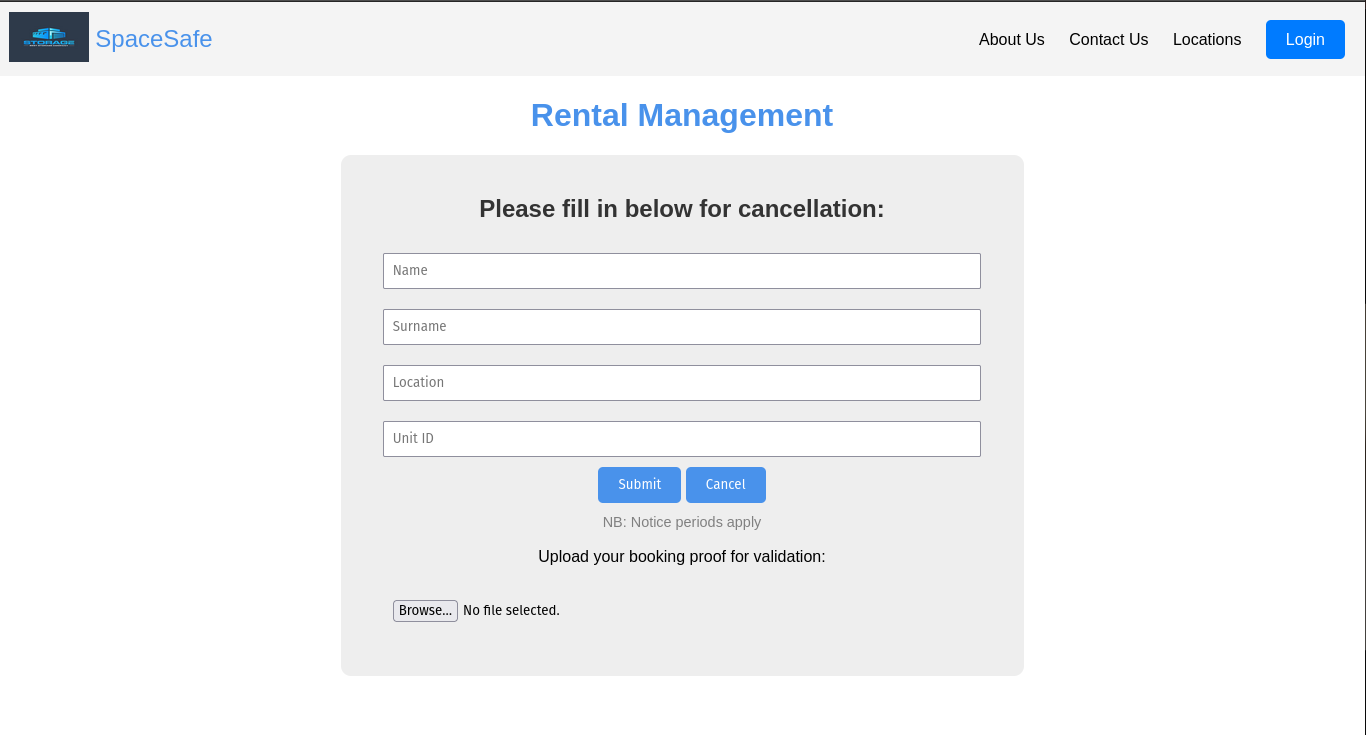 STORAGE
SpaceSafe
About Us Contact Us Locations Login
Rental Management
Please fill in below for cancellation:
Name
Surname
Location
Unit ID
Submit Cancel
NB: Notice periods apply
Upload your booking proof for validation:
Browse... No file selected.